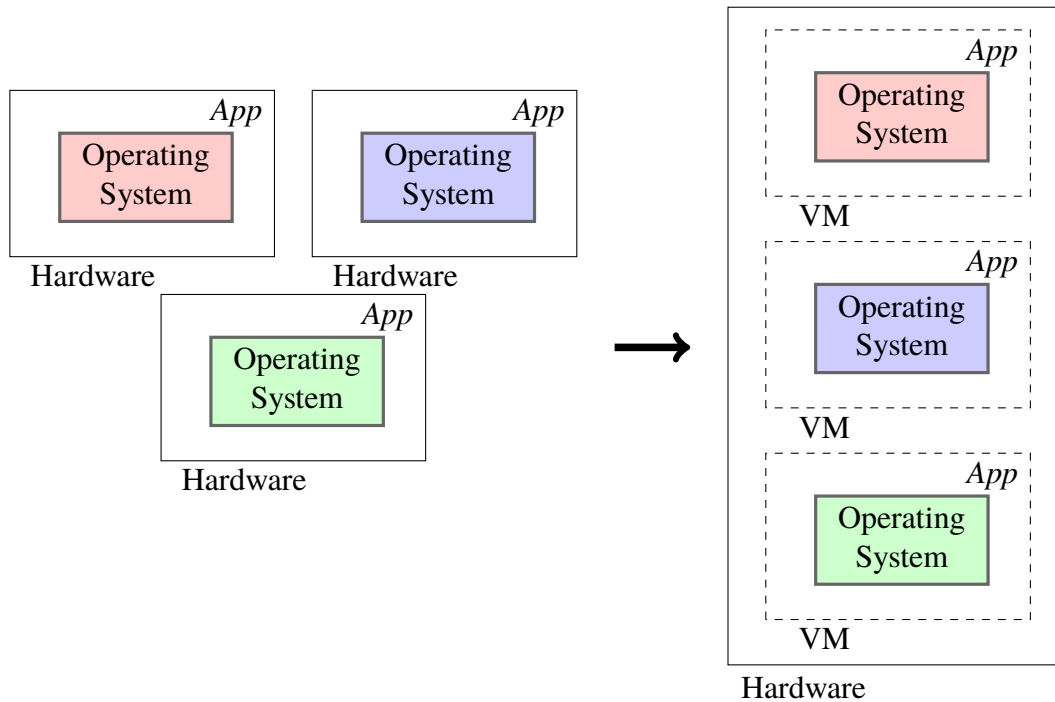 App
Operating
System
Hardware
App
Operating
System
Hardware
App
Operating
System
Hardware
App
Operating
System
VM
App
Operating
System
VM
App
Operating
System
VM
Hardware